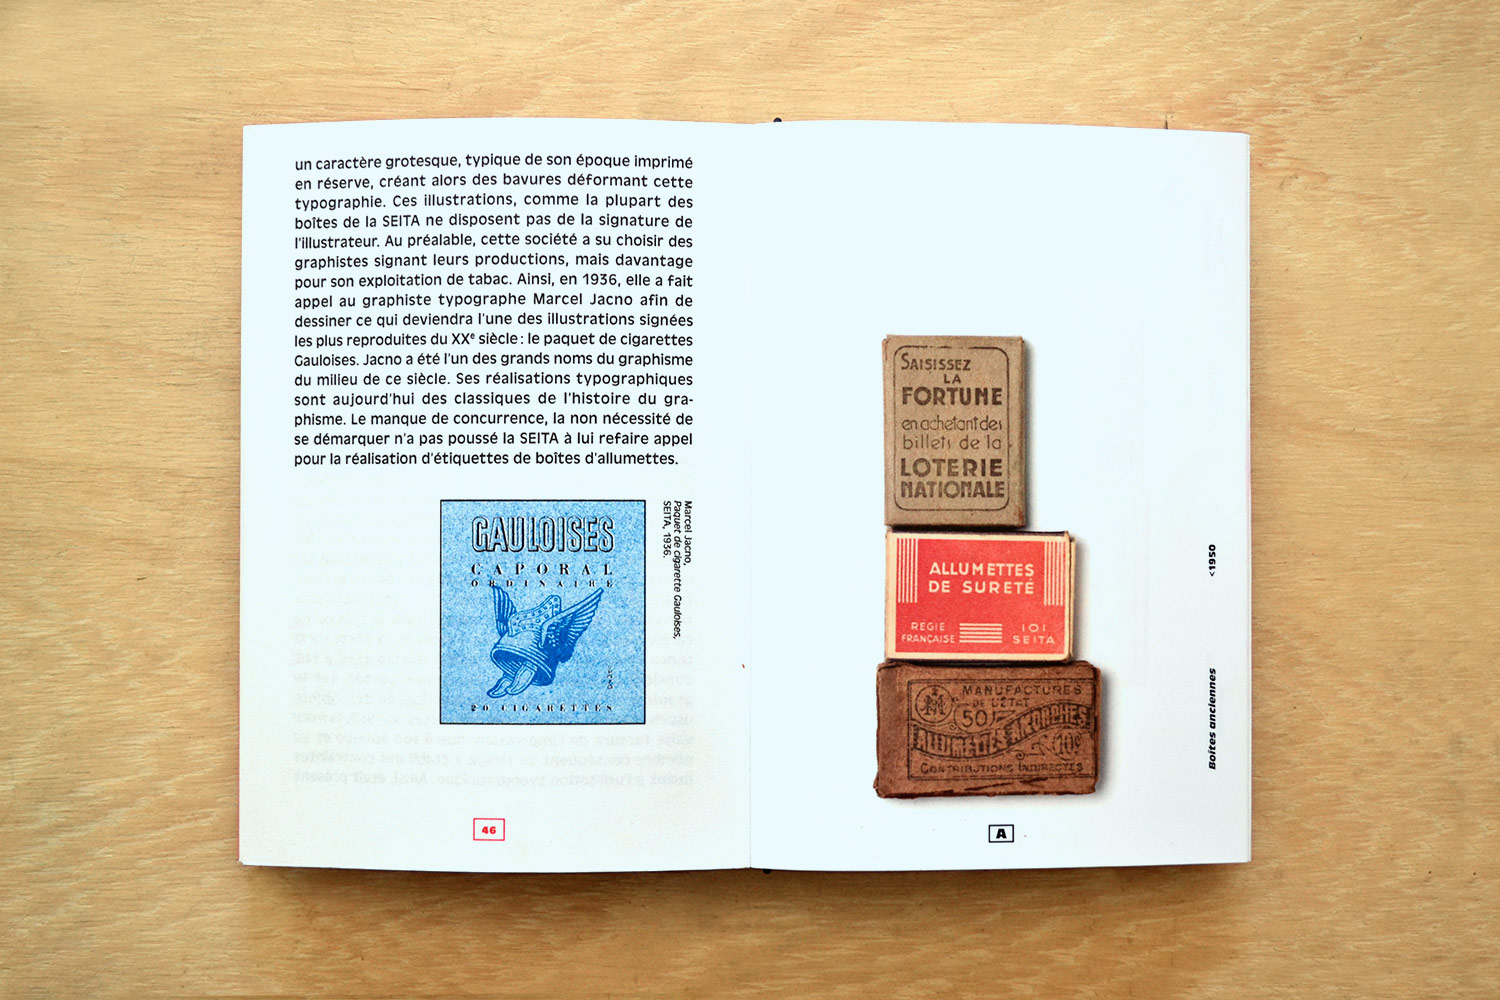 un caractère grotesque, typique de son époque imprimé
en réserve, créant alors des bavures déformant cette
typographie. Ces illustrations, comme la plupart des
boîtes de la SEITA ne disposent pas de la signature de
l'illustrateur. Au préalable, cette société a su choisir des
graphistes signant leurs productions, mais davantage
pour son exploitation de tabac. Ainsi, en 1936, elle a fait
appel au graphiste typographe Marcel Jacno afin de
dessiner ce qui deviendra l'une des illustrations signées
les plus reproduites du XXe siècle : le paquet de cigarettes
Gauloises. Jacno a été l'un des grands noms du graphisme
du milieu de ce siècle. Ses réalisations typographiques
sont aujourd'hui des classiques de l'histoire du gra-
phisme. Le manque de concurrence, la non nécessité de
se démarquer n'a pas poussé la SEITA à lui refaire appel
pour la réalisation d'étiquettes de boîtes d'allumettes.
GAULOISES
CAPORAL
ORDINAIRE
JACNO
20 CIGARETTES
Marcel Jacno,
Paquet de cigarette Gauloises,
SEITA, 1936.
46
SAISISSEZ
LA
FORTUNE
en achetant des
billets de la
LOTERIE
NATIONALE
ALLUMETTES
DE SURETÉ
RÉGIE
FRANÇAISE
101
SEITA
MANUFACTURES
DE L'ÉTAT
50
ALLUMETTES AMORPHES
10c
CONTRIBUTIONS INDIRECTES
<1950
Boîtes anciennes
A